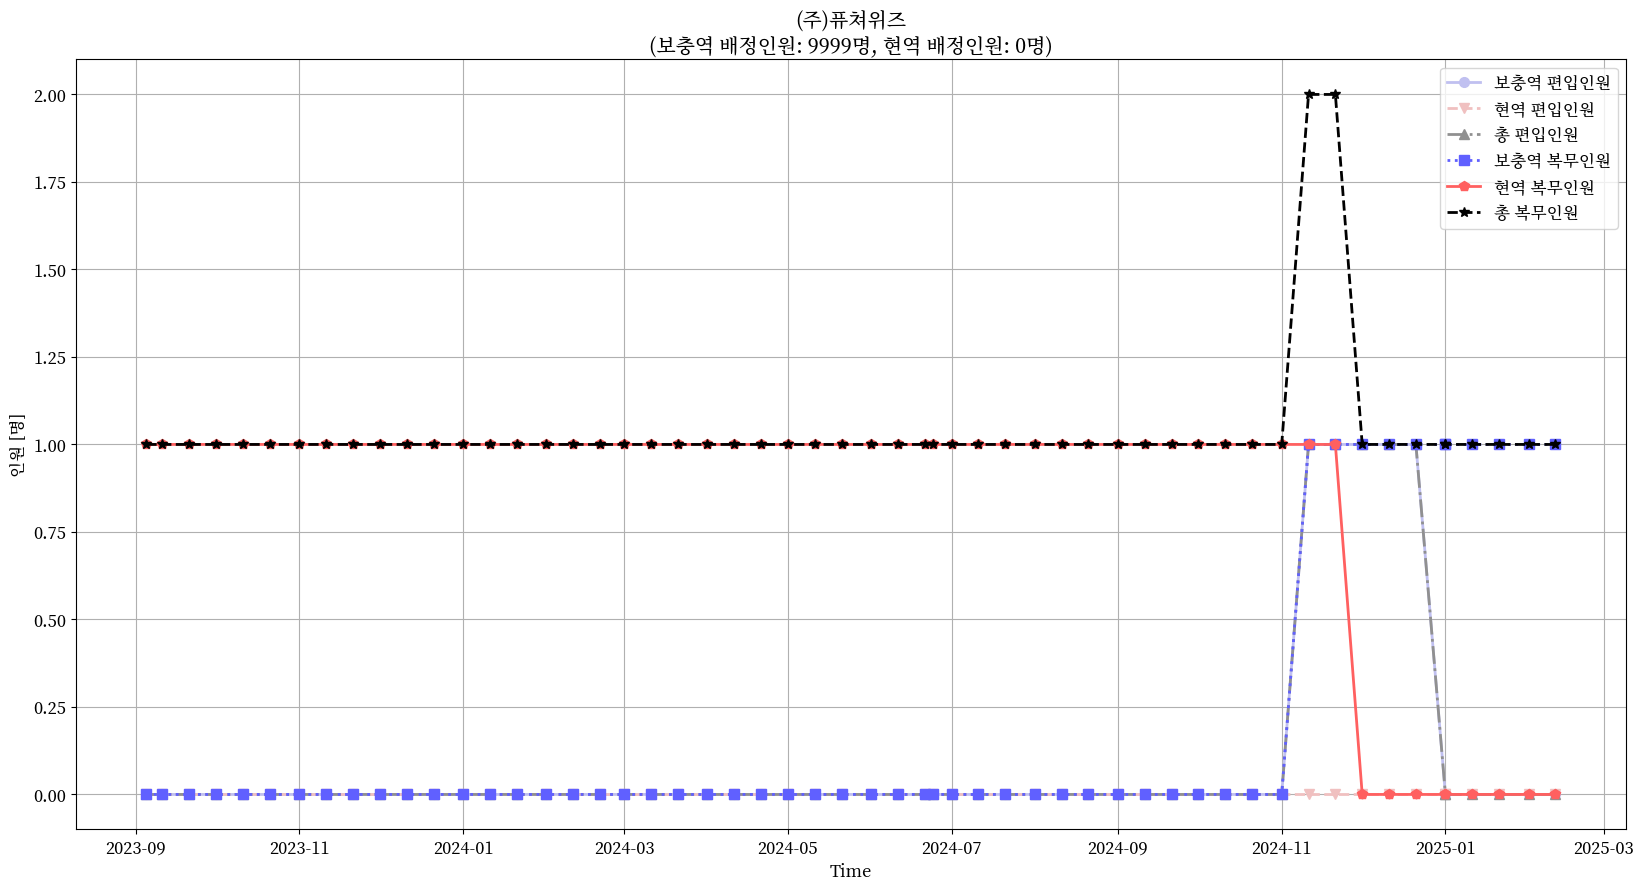 (주)퓨쳐위즈
(보충역 배정인원: 9999명, 현역 배정인원: 0명)
보충역 편입인원
현역 편입인원
총 편입인원
보충역 복무인원
현역 복무인원
총 복무인원
2.00
1.75
1.50
1.25
1.00
0.75
0.50
0.25
0.00
인원 [명]
2023-09
2023-11
2024-01
2024-03
2024-05
2024-07
2024-09
2024-11
2025-01
2025-03
Time